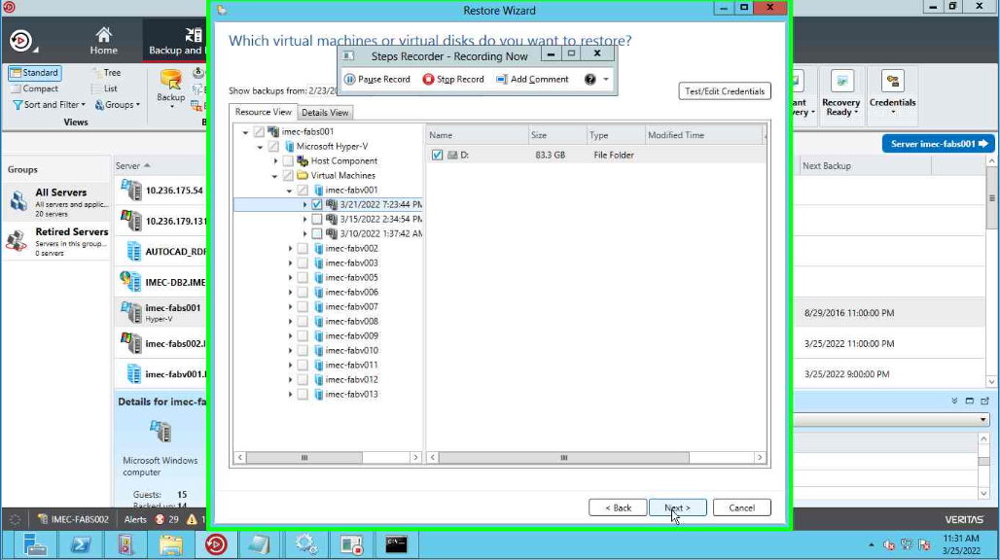 Restore Wizard
Home
Backup and
Standard
Tree
Compact
List
Sort and Filter
Groups
Views
Backup
Which virtual machines or virtual disks do you want to restore?
Steps Recorder - Recording Now
Pause Record
Stop Record
Add Comment
Show backups from: 2/23/20
Test/Edit Credentials
Recovery
Ready
Credentials
Server imec-fabs001
Resource View
Details View
Groups
All Servers
All servers and applic...
20 servers
Retired Servers
Servers in this group...
0 servers
Server
10.236.175.54
10.236.179.131
AUTOCAD_RDF
IMEC-DB2.IME
imec-fabs001
Hyper-V
imec-fabs002.I
imec-fabv001.I
imec-fabs001
Microsoft Hyper-V
Host Component
Virtual Machines
imec-fabv001
3/21/2022 7:23:44 PM
3/15/2022 2:34:54 PM
3/10/2022 1:37:42 AM
imec-fabv002
imec-fabv003
imec-fabv005
imec-fabv006
imec-fabv007
imec-fabv008
imec-fabv009
imec-fabv010
imec-fabv011
imec-fabv012
imec-fabv013
Name Size Type Modified Time
D: 83.3 GB File Folder
Next Backup
8/29/2016 11:00:00 PM
3/25/2022 11:00:00 PM
3/25/2022 9:00:00 PM
Details for imec-fa
Microsoft Windows
computer
Guests: 15
Backed up: 14
< Back
Next >
Cancel
IMEC-FABS002
Alerts
29
VERITAS
11:31 AM
3/25/2022